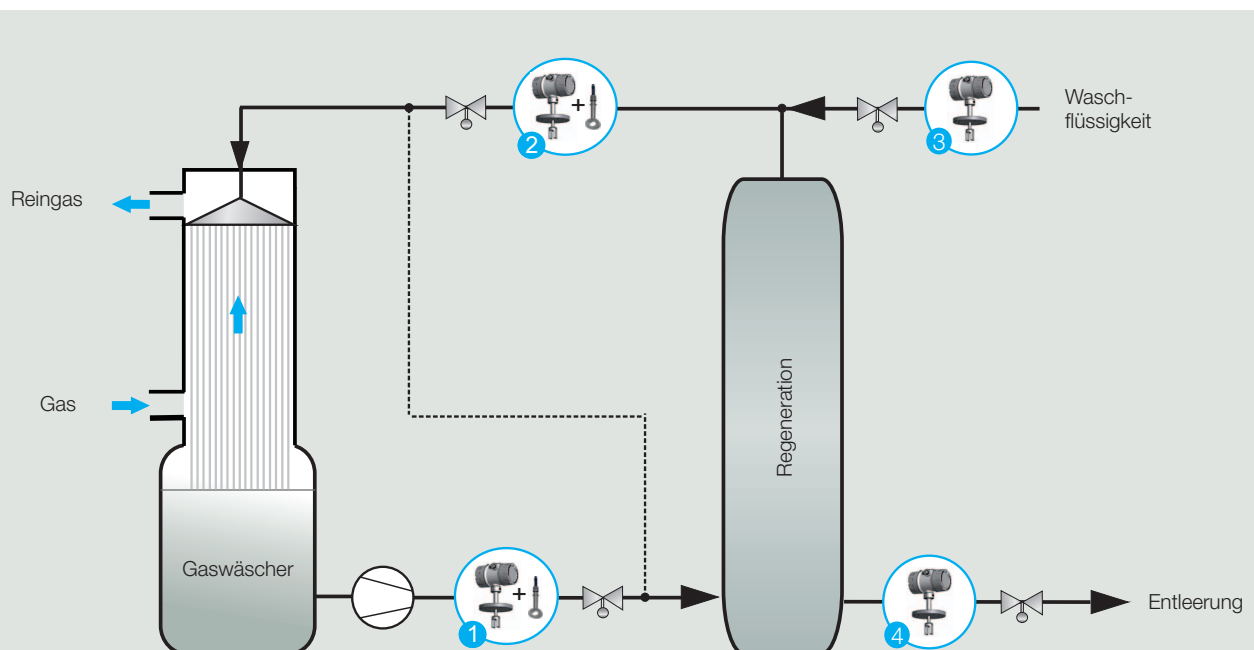 Wasch-
flüssigkeit
+
2
3
Reingas
Gas
Regeneration
Gaswäscher
+
1
4
Entleerung